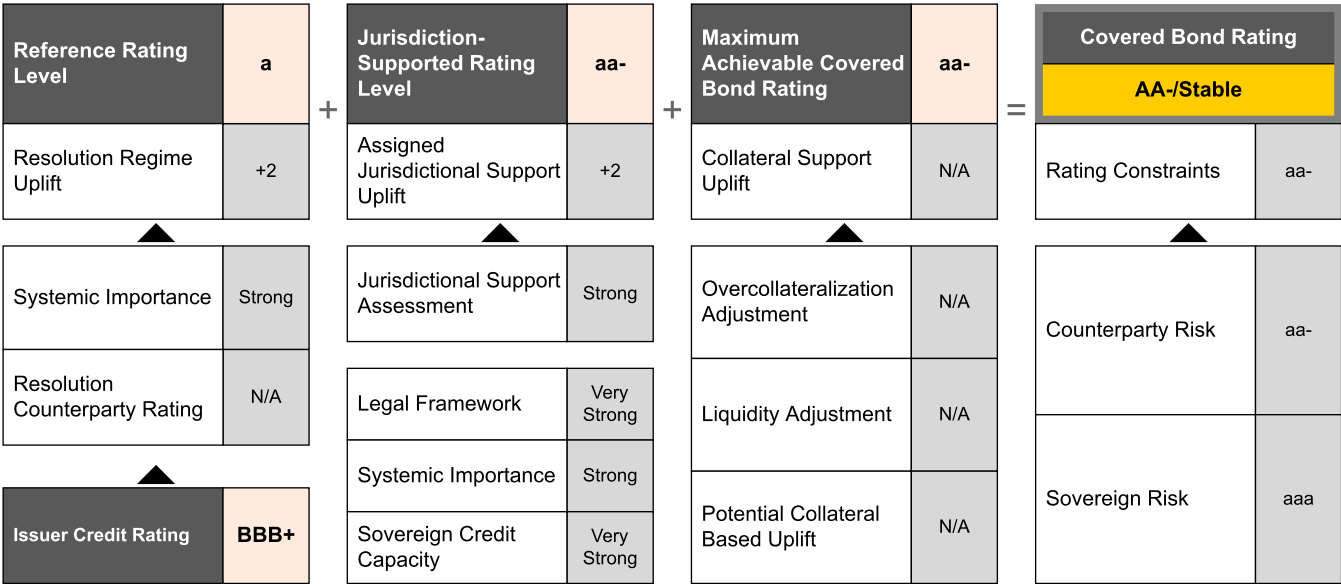 Reference Rating
Level
a
Resolution Regime
Uplift
+2
Systemic Importance
Strong
Resolution
Counterparty Rating
N/A
Issuer Credit Rating
BBB+
+
Jurisdiction-
Supported Rating
Level
aa-
Assigned
Jurisdictional Support
Uplift
+2
Jurisdictional Support
Assessment
Strong
Legal Framework
Very
Strong
Systemic Importance
Strong
Sovereign Credit
Capacity
Very
Strong
+
Maximum
Achievable Covered
Bond Rating
aa-
Collateral Support
Uplift
N/A
Overcollateralization
Adjustment
N/A
Liquidity Adjustment
N/A
Potential Collateral
Based Uplift
N/A
=
Covered Bond Rating
AA-/Stable
Rating Constraints
aa-
Counterparty Risk
aa-
Sovereign Risk
aaa